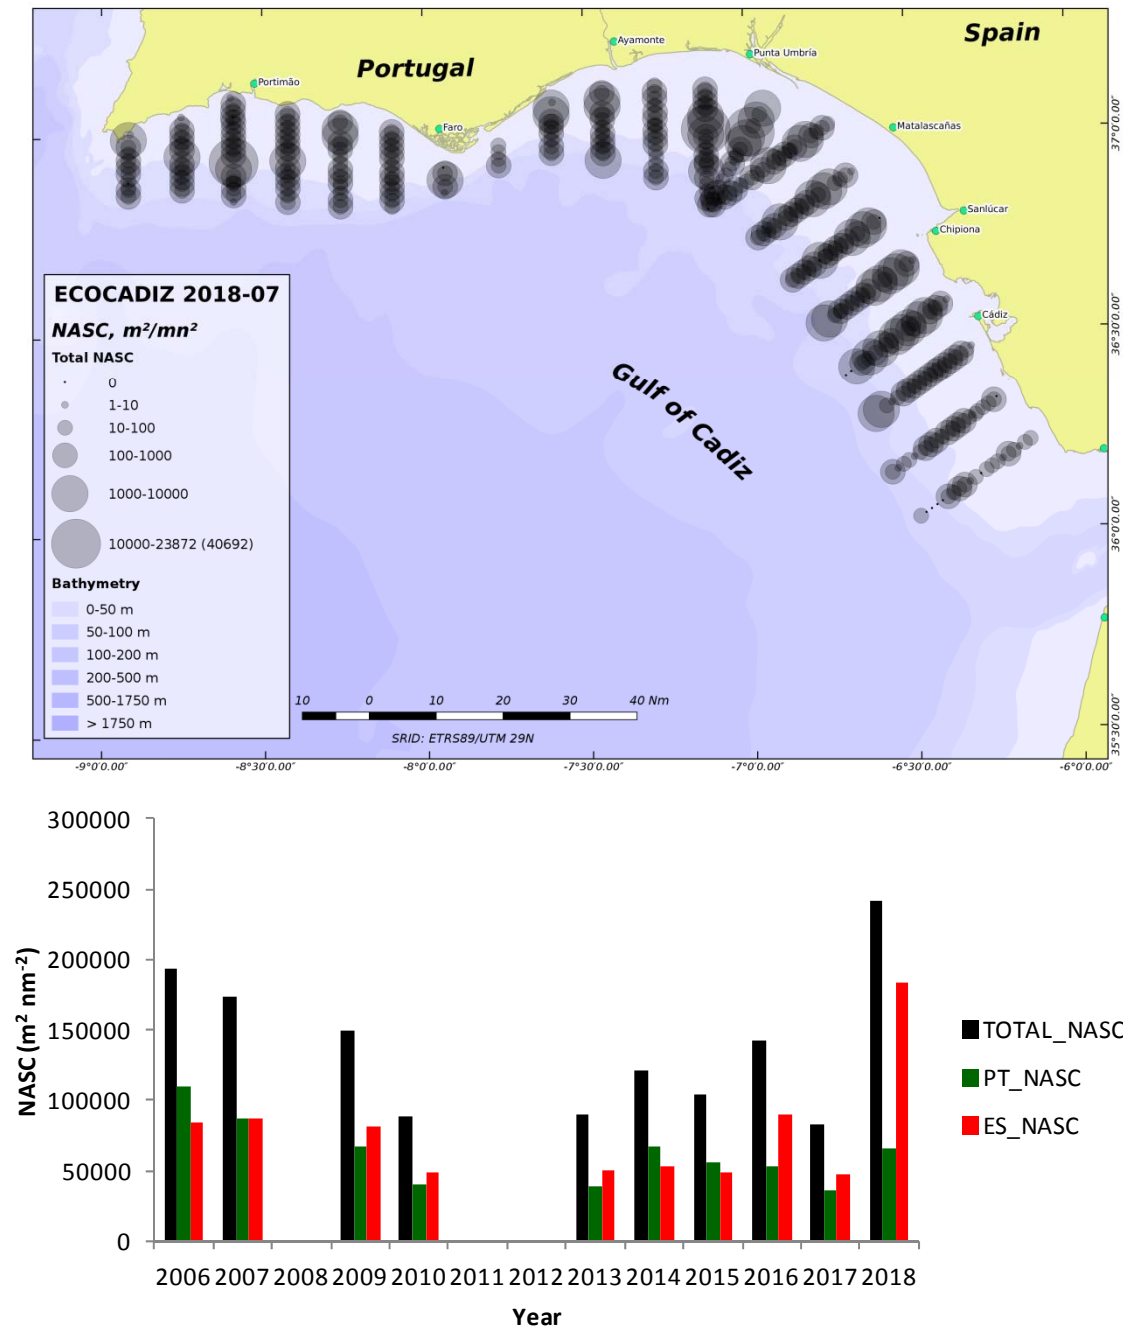 Spain
Ayamonte
Punta Umbría
Portugal
Portimão
Faro
Matalascañas
Sanlúcar
Chipiona
Cádiz
Gulf of Cadiz
37°0'0.00"
36°30'0.00"
36°0'0.00"
35°30'0.00"
ECOCADIZ 2018-07
NASC, m²/mn²
Total NASC
0
1-10
10-100
100-1000
1000-10000
10000-23872 (40692)
Bathymetry
0-50 m
50-100 m
100-200 m
200-500 m
500-1750 m
> 1750 m
10 0 10 20 30 40 Nm
SRID: ETRS89/UTM 29N
-9°0'0.00" -8°30'0.00" -8°0'0.00" -7°30'0.00" -7°0'0.00" -6°30'0.00" -6°0'0.00"
NASC (m² nm⁻²)
300000
250000
200000
150000
100000
50000
0
TOTAL_NASC
PT_NASC
ES_NASC
2006 2007 2008 2009 2010 2011 2012 2013 2014 2015 2016 2017 2018
Year